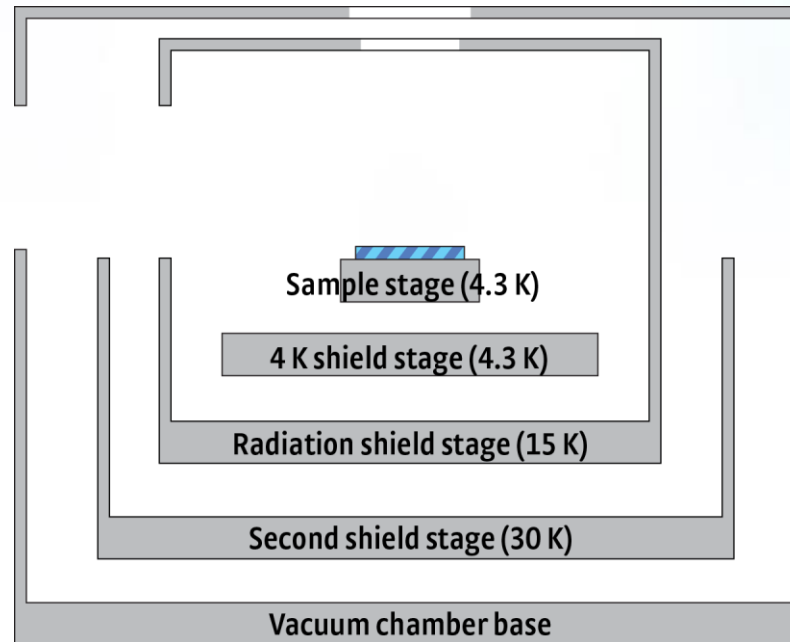 Sample stage (4.3 K)
4 K shield stage (4.3 K)
Radiation shield stage (15 K)
Second shield stage (30 K)
Vacuum chamber base